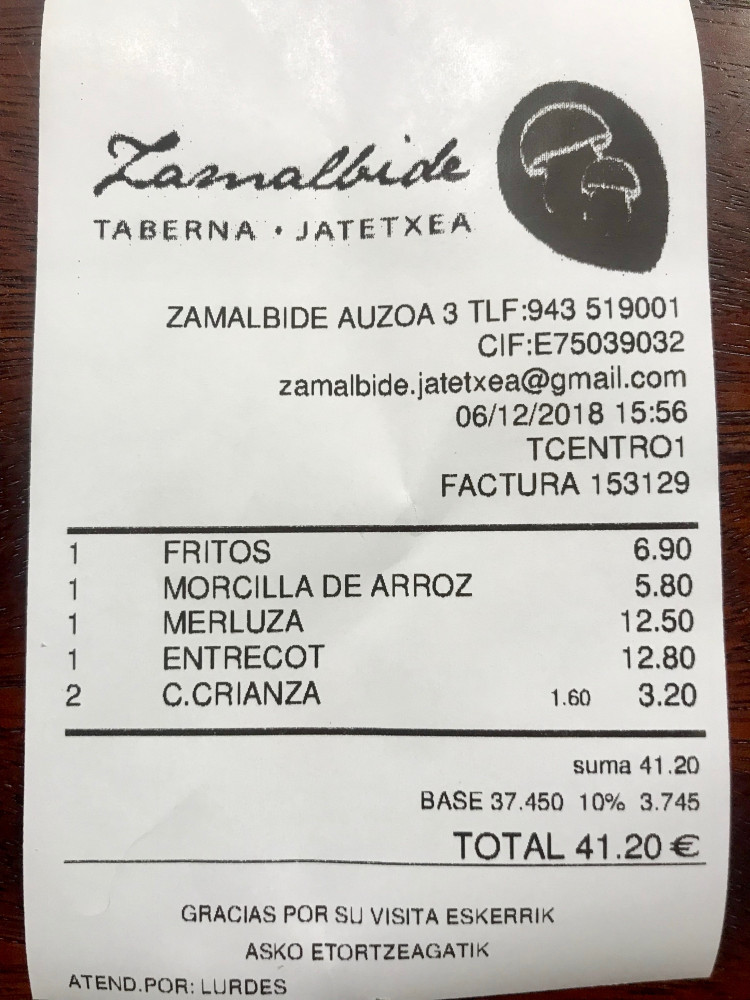 Zamalbide
TABERNA • JATETXEA
ZAMALBIDE AUZOA 3 TLF:943 519001
CIF:E75039032
zamalbide.jatetxea@gmail.com
06/12/2018 15:56
TCENTRO1
FACTURA 153129
1 FRITOS 6.90
1 MORCILLA DE ARROZ 5.80
1 MERLUZA 12.50
1 ENTRECOT 12.80
2 C.CRIANZA 1.60 3.20
suma 41.20
BASE 37.450 10% 3.745
TOTAL 41.20 €
GRACIAS POR SU VISITA ESKERRIK
ASKO ETORTZEAGATIK
ATEND.POR: LURDES